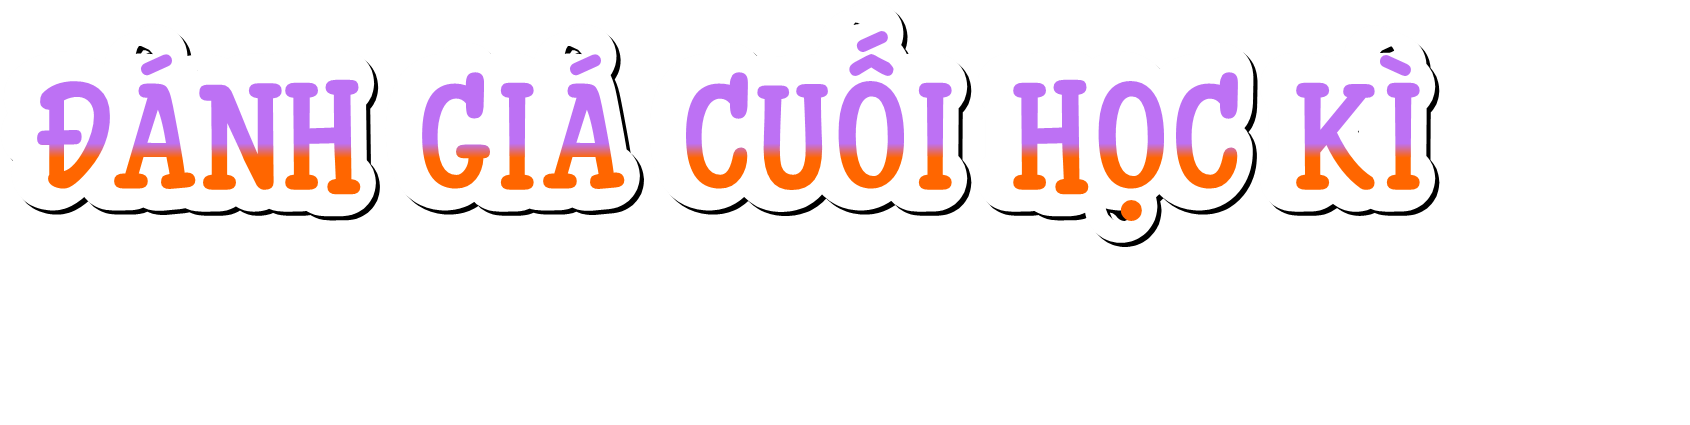 ĐÁNH GIÁ CUỐI HỌC KÌ